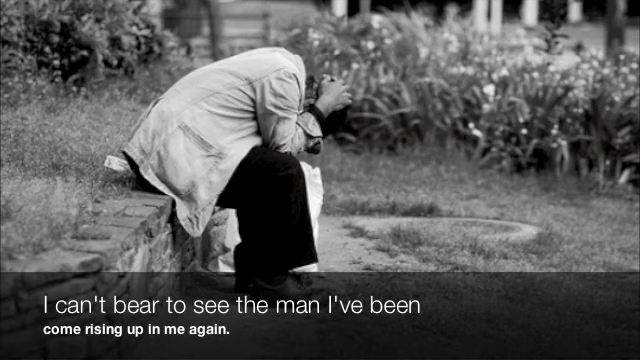 I can't bear to see the man I've been
come rising up in me again.